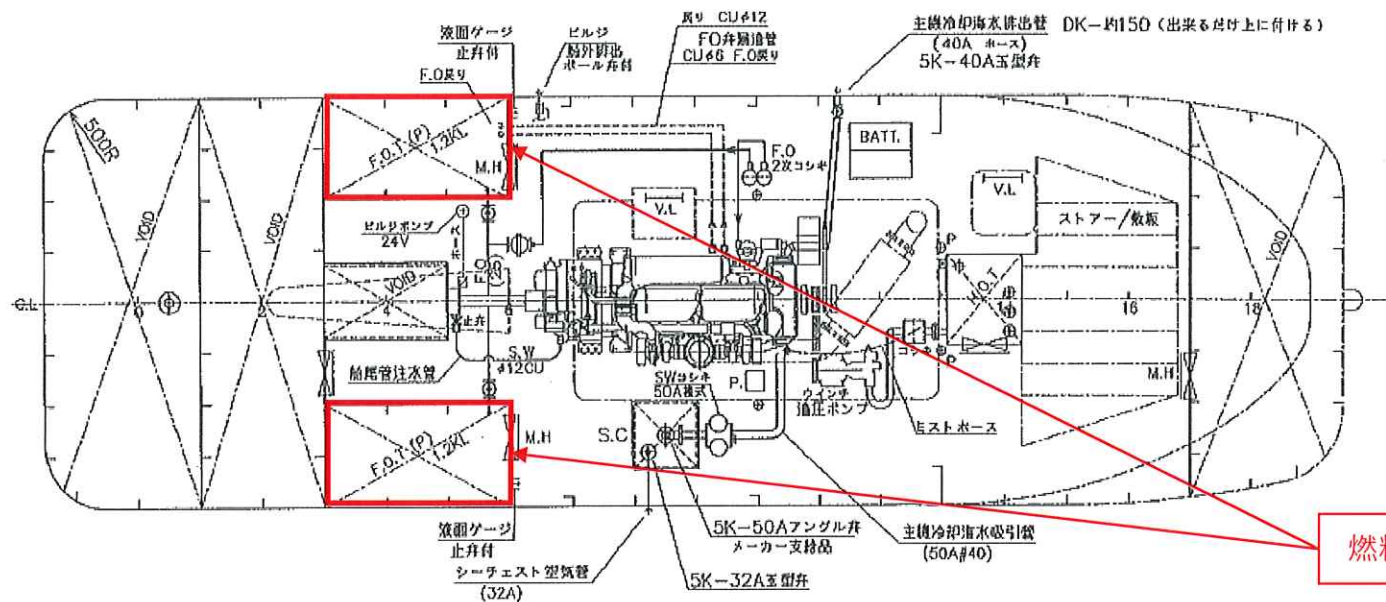 戻り CUφ12
主機冷却海水排出管 DK-約150 (出来るだけ上に付ける)
液面ゲージ
ビルジ
FO弁漏油管
(40A ホース)
止弁付
舷外排出
CUφ6 F.O戻り
5K-40A玉型弁
F.O戻り
ボール弁付
500R
F.O.T.(P)
1.2KL
BATT.
F.O
2次コシキ
M.H
V.L
V.L
VOID
VOID
ビルジポンプ
24V
ホース
ストアー/敷板
F.O
VOID
VOID
H.O.T
C.L
0
2
4
6
16
18
止弁
S.W
φ12CU
船尾管注水管
SWコシキ
50A複式
P.
コシキ
M.H
ウインチ
油圧ポンプ
F.O.T.(P)
1.2KL
M.H
S.C
ミストホース
液面ゲージ
止弁付
5K-50Aアングル弁
メーカー支給品
主機冷却海水吸引管
(50A#40)
シーチェスト空気管
(32A)
5K-32A玉型弁
燃